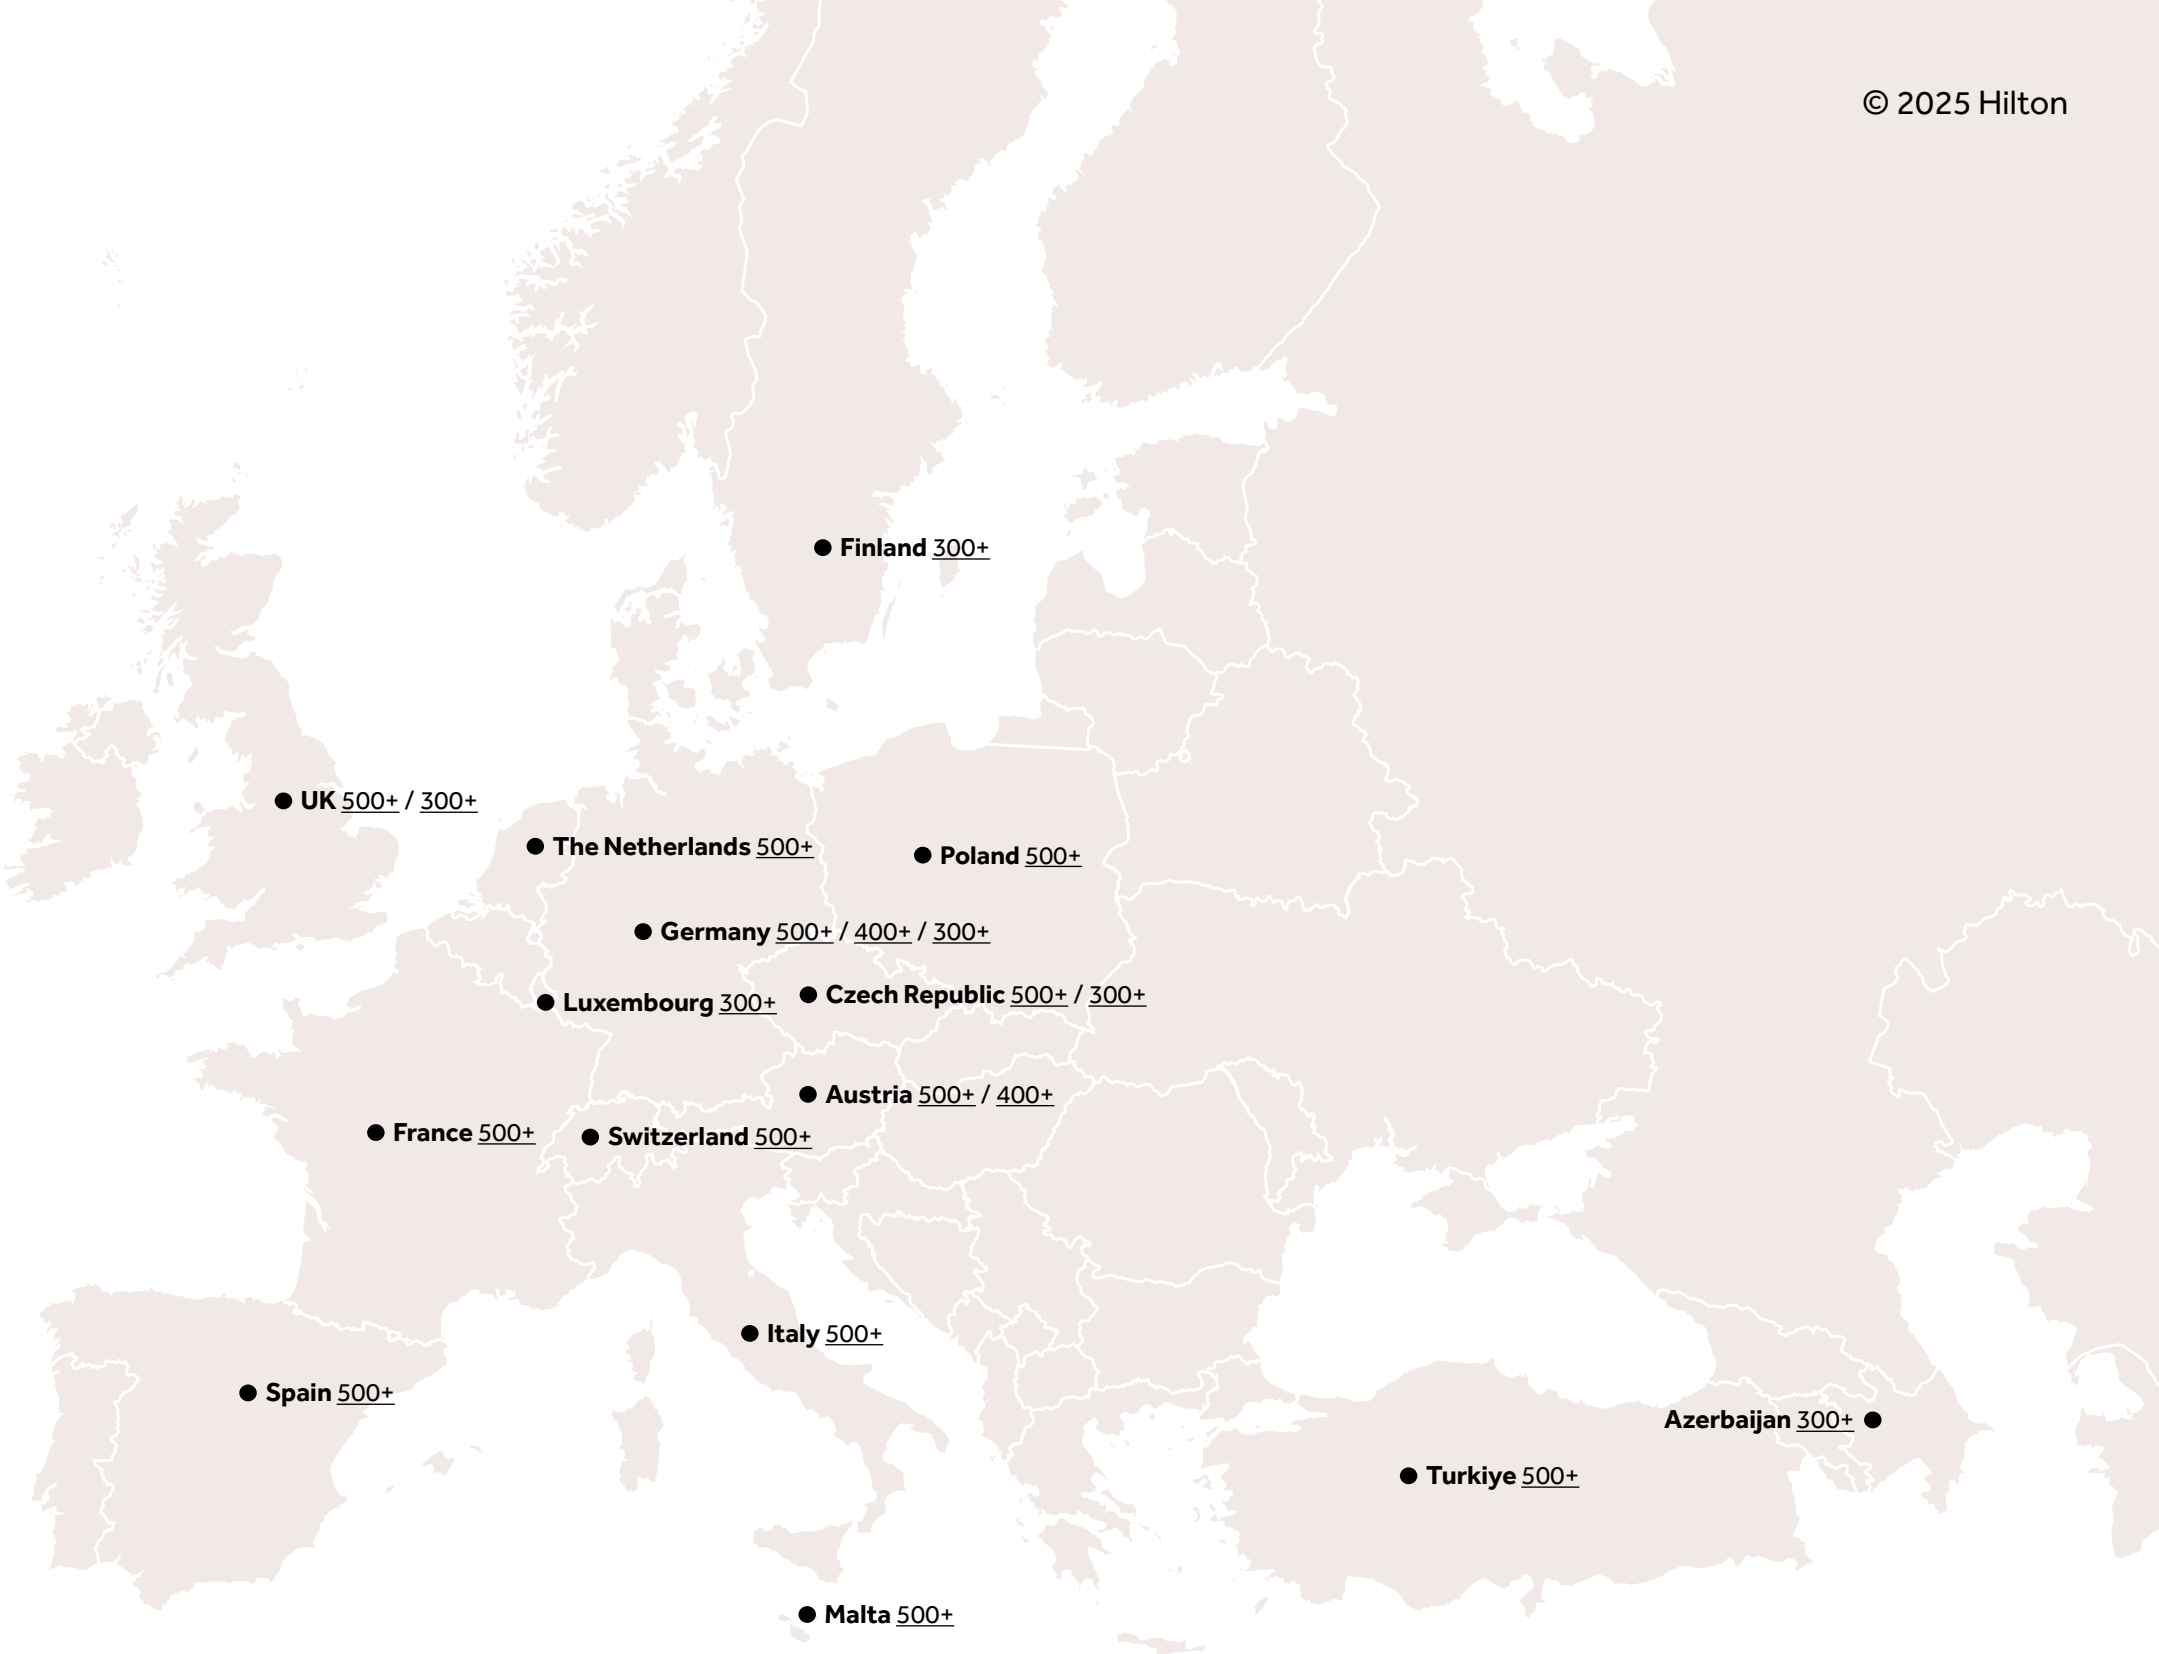 © 2025 Hilton
Finland 300+
UK 500+ / 300+
The Netherlands 500+
Poland 500+
Germany 500+ / 400+ / 300+
Luxembourg 300+
Czech Republic 500+ / 300+
Austria 500+ / 400+
France 500+
Switzerland 500+
Italy 500+
Spain 500+
Azerbaijan 300+
Turkiye 500+
Malta 500+